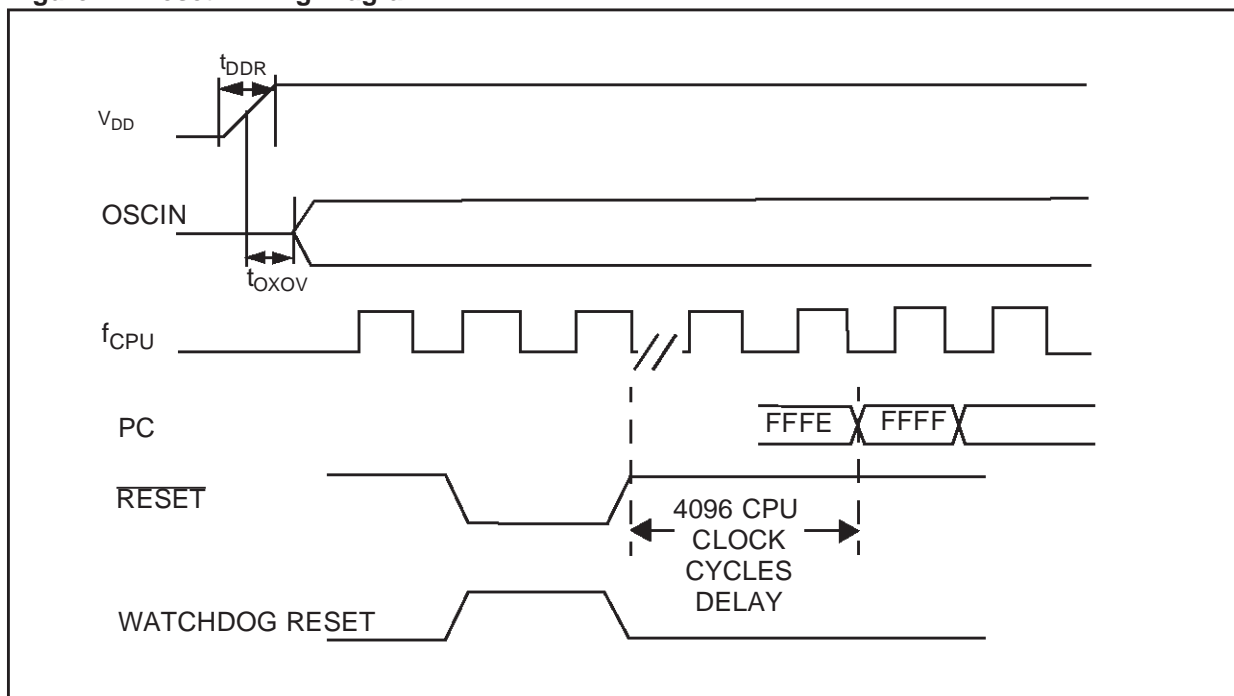 tDDR
VDD
OSCIN
tOXOV
fCPU
PC
FFFE
FFFF
RESET
4096 CPU
CLOCK
CYCLES
DELAY
WATCHDOG RESET